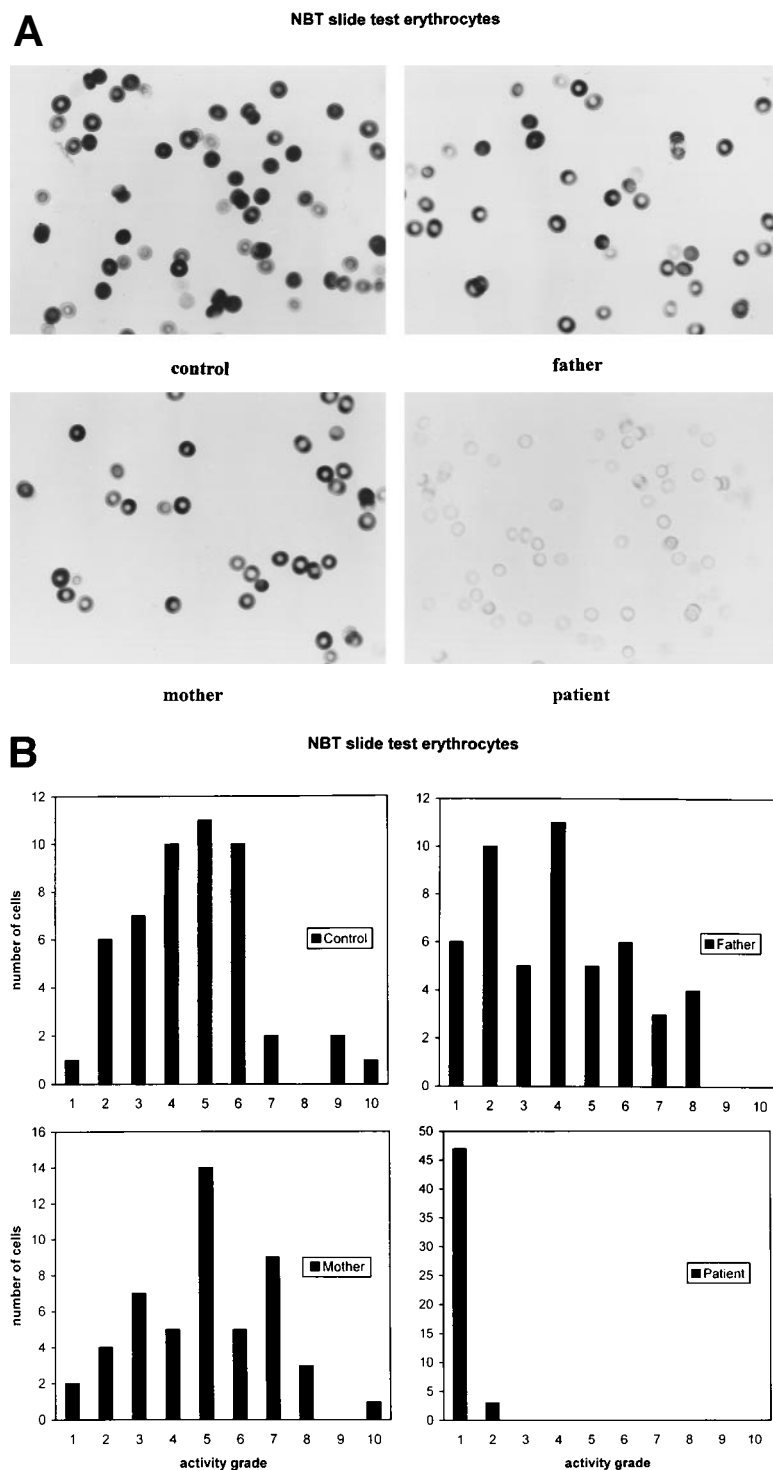 A
NBT slide test erythrocytes
control
father
mother
patient
B
NBT slide test erythrocytes
number of cells
12
10
8
6
4
2
0
Control
1 2 3 4 5 6 7 8 9 10
12
10
8
6
4
2
0
Father
1 2 3 4 5 6 7 8 9 10
number of cells
16
14
12
10
8
6
4
2
0
Mother
1 2 3 4 5 6 7 8 9 10
activity grade
50
45
40
35
30
25
20
15
10
5
0
Patient
1 2 3 4 5 6 7 8 9 10
activity grade